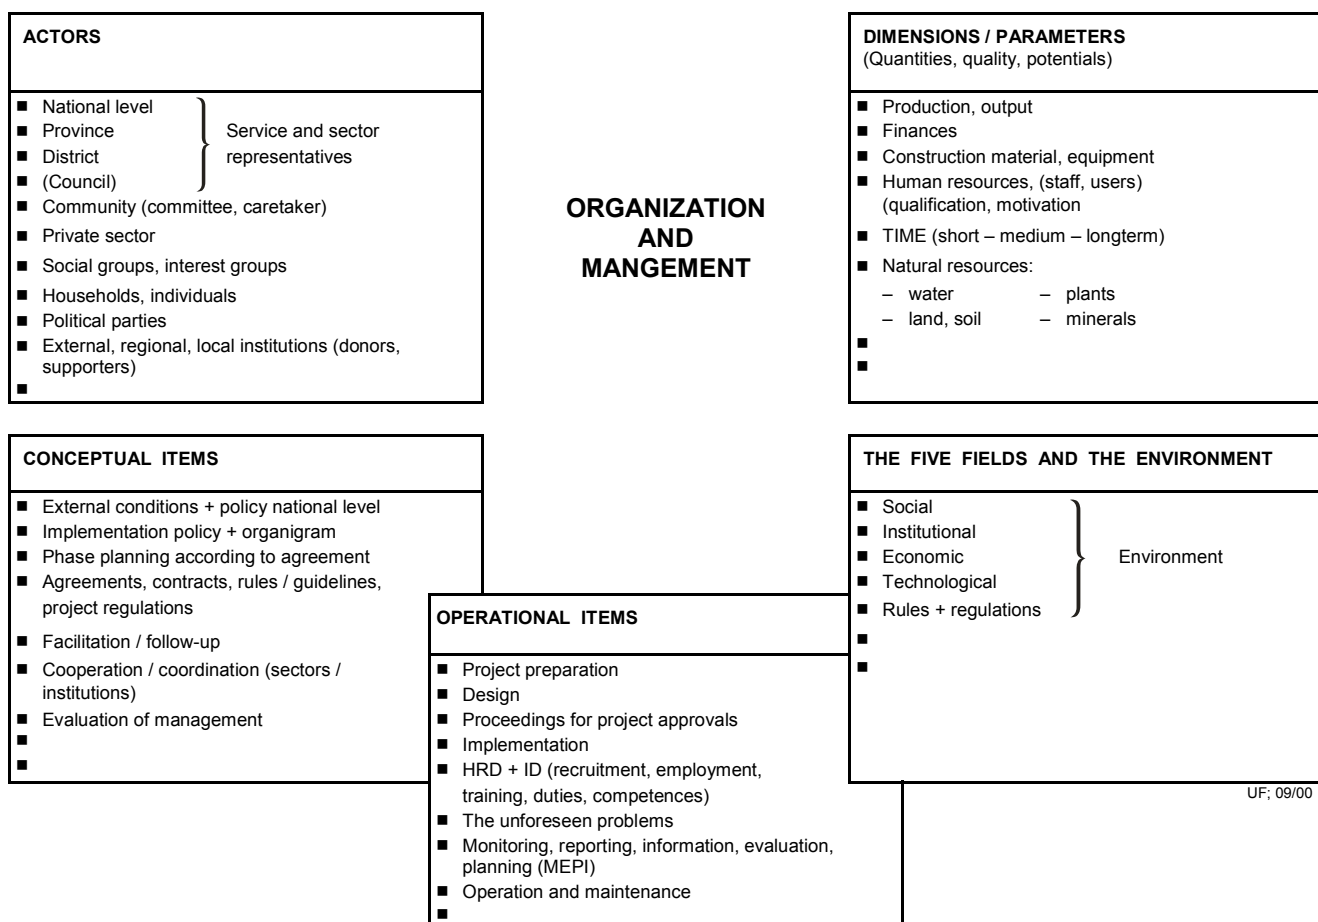 ACTORS
■ National level
■ Province
■ District
■ (Council)
Service and sector
representatives
■ Community (committee, caretaker)
■ Private sector
■ Social groups, interest groups
■ Households, individuals
■ Political parties
■ External, regional, local institutions (donors,
supporters)
■
ORGANIZATION
AND
MANGEMENT
DIMENSIONS / PARAMETERS
(Quantities, quality, potentials)
■ Production, output
■ Finances
■ Construction material, equipment
■ Human resources, (staff, users)
(qualification, motivation
■ TIME (short – medium – longterm)
■ Natural resources:
– water – plants
– land, soil – minerals
■
■
CONCEPTUAL ITEMS
■ External conditions + policy national level
■ Implementation policy + organigram
■ Phase planning according to agreement
■ Agreements, contracts, rules / guidelines,
project regulations
■ Facilitation / follow-up
■ Cooperation / coordination (sectors /
institutions)
■ Evaluation of management
■
■
OPERATIONAL ITEMS
■ Project preparation
■ Design
■ Proceedings for project approvals
■ Implementation
■ HRD + ID (recruitment, employment,
training, duties, competences)
■ The unforeseen problems
■ Monitoring, reporting, information, evaluation,
planning (MEPI)
■ Operation and maintenance
■
THE FIVE FIELDS AND THE ENVIRONMENT
■ Social
■ Institutional
■ Economic
■ Technological
■ Rules + regulations
Environment
■
■
UF; 09/00